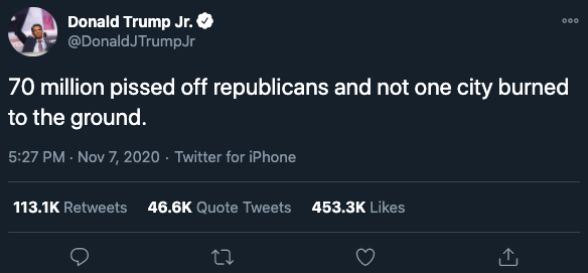 Donald Trump Jr.
@DonaldJTrumpJr
70 million pissed off republicans and not one city burned
to the ground.
5:27 PM · Nov 7, 2020 · Twitter for iPhone
113.1K Retweets 46.6K Quote Tweets 453.3K Likes